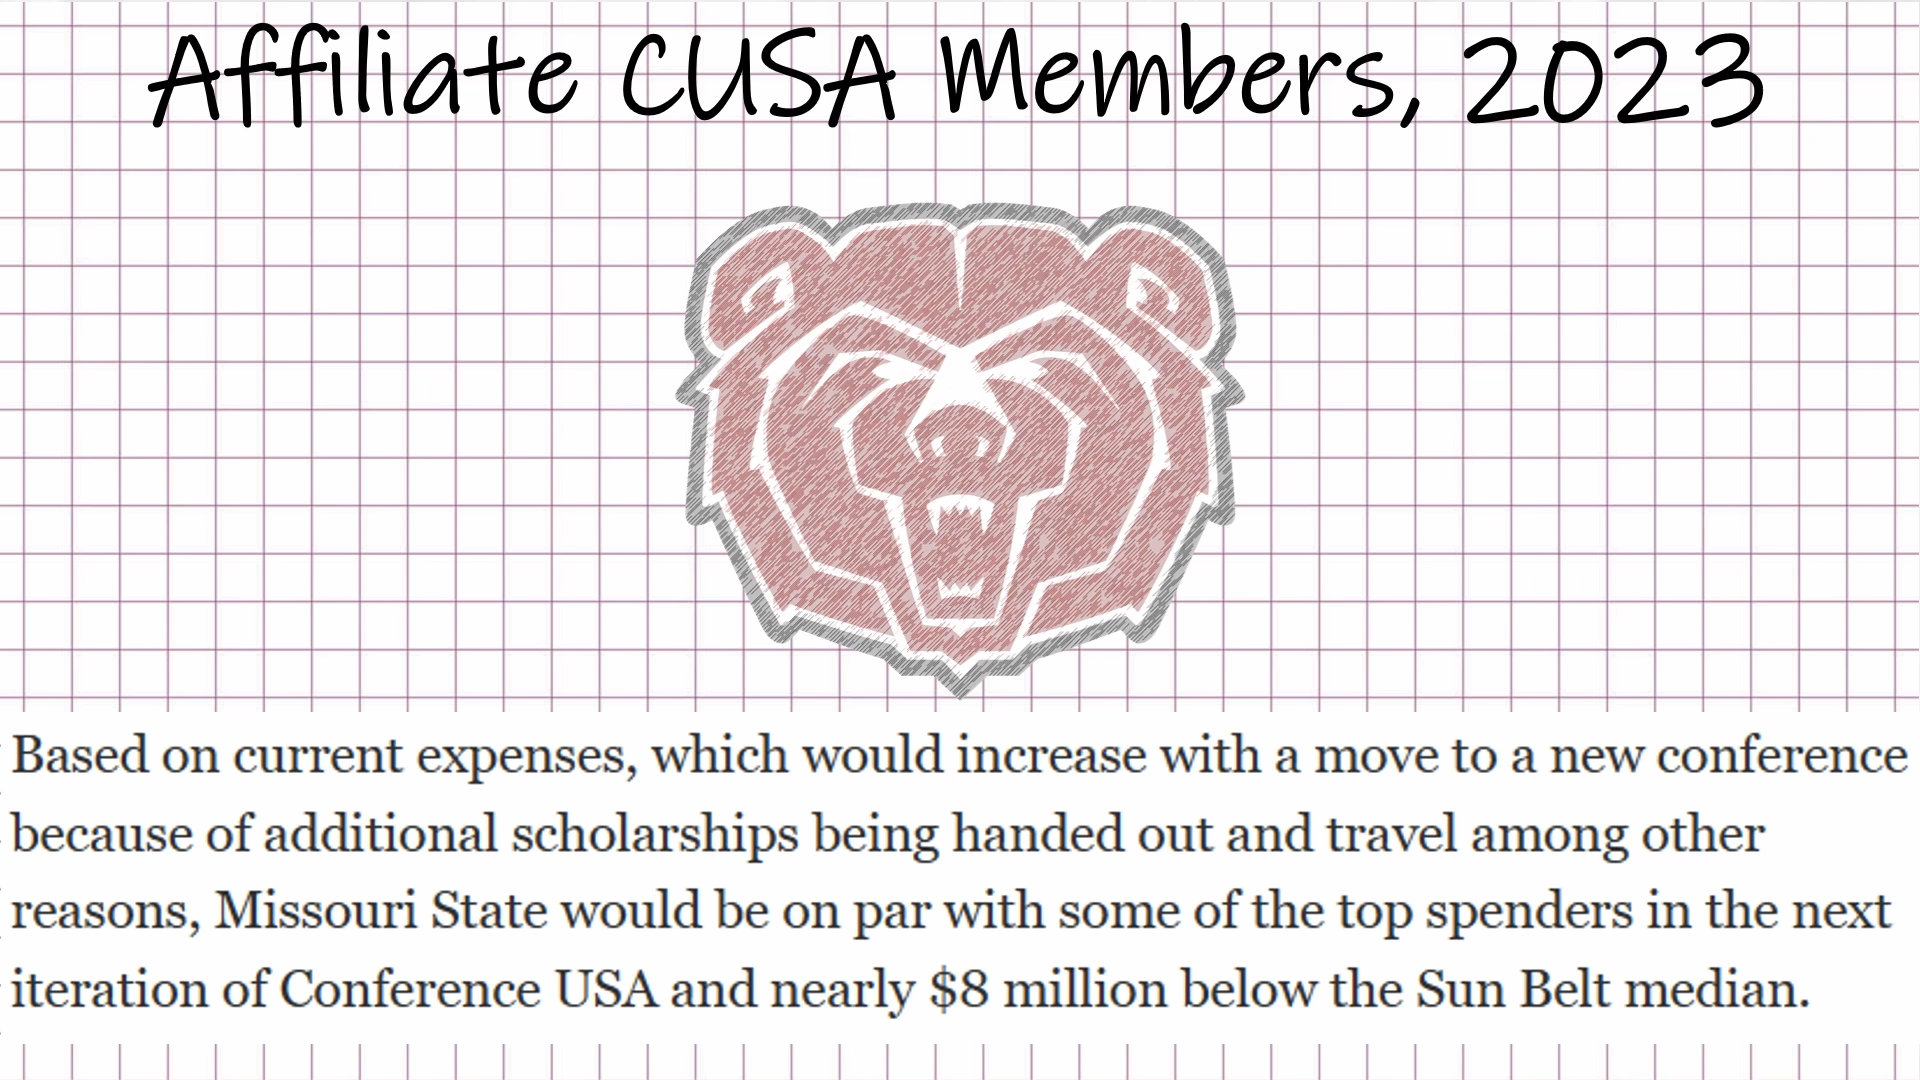 Affiliate CUSA Members, 2023
Based on current expenses, which would increase with a move to a new conference
because of additional scholarships being handed out and travel among other
reasons, Missouri State would be on par with some of the top spenders in the next
iteration of Conference USA and nearly $8 million below the Sun Belt median.